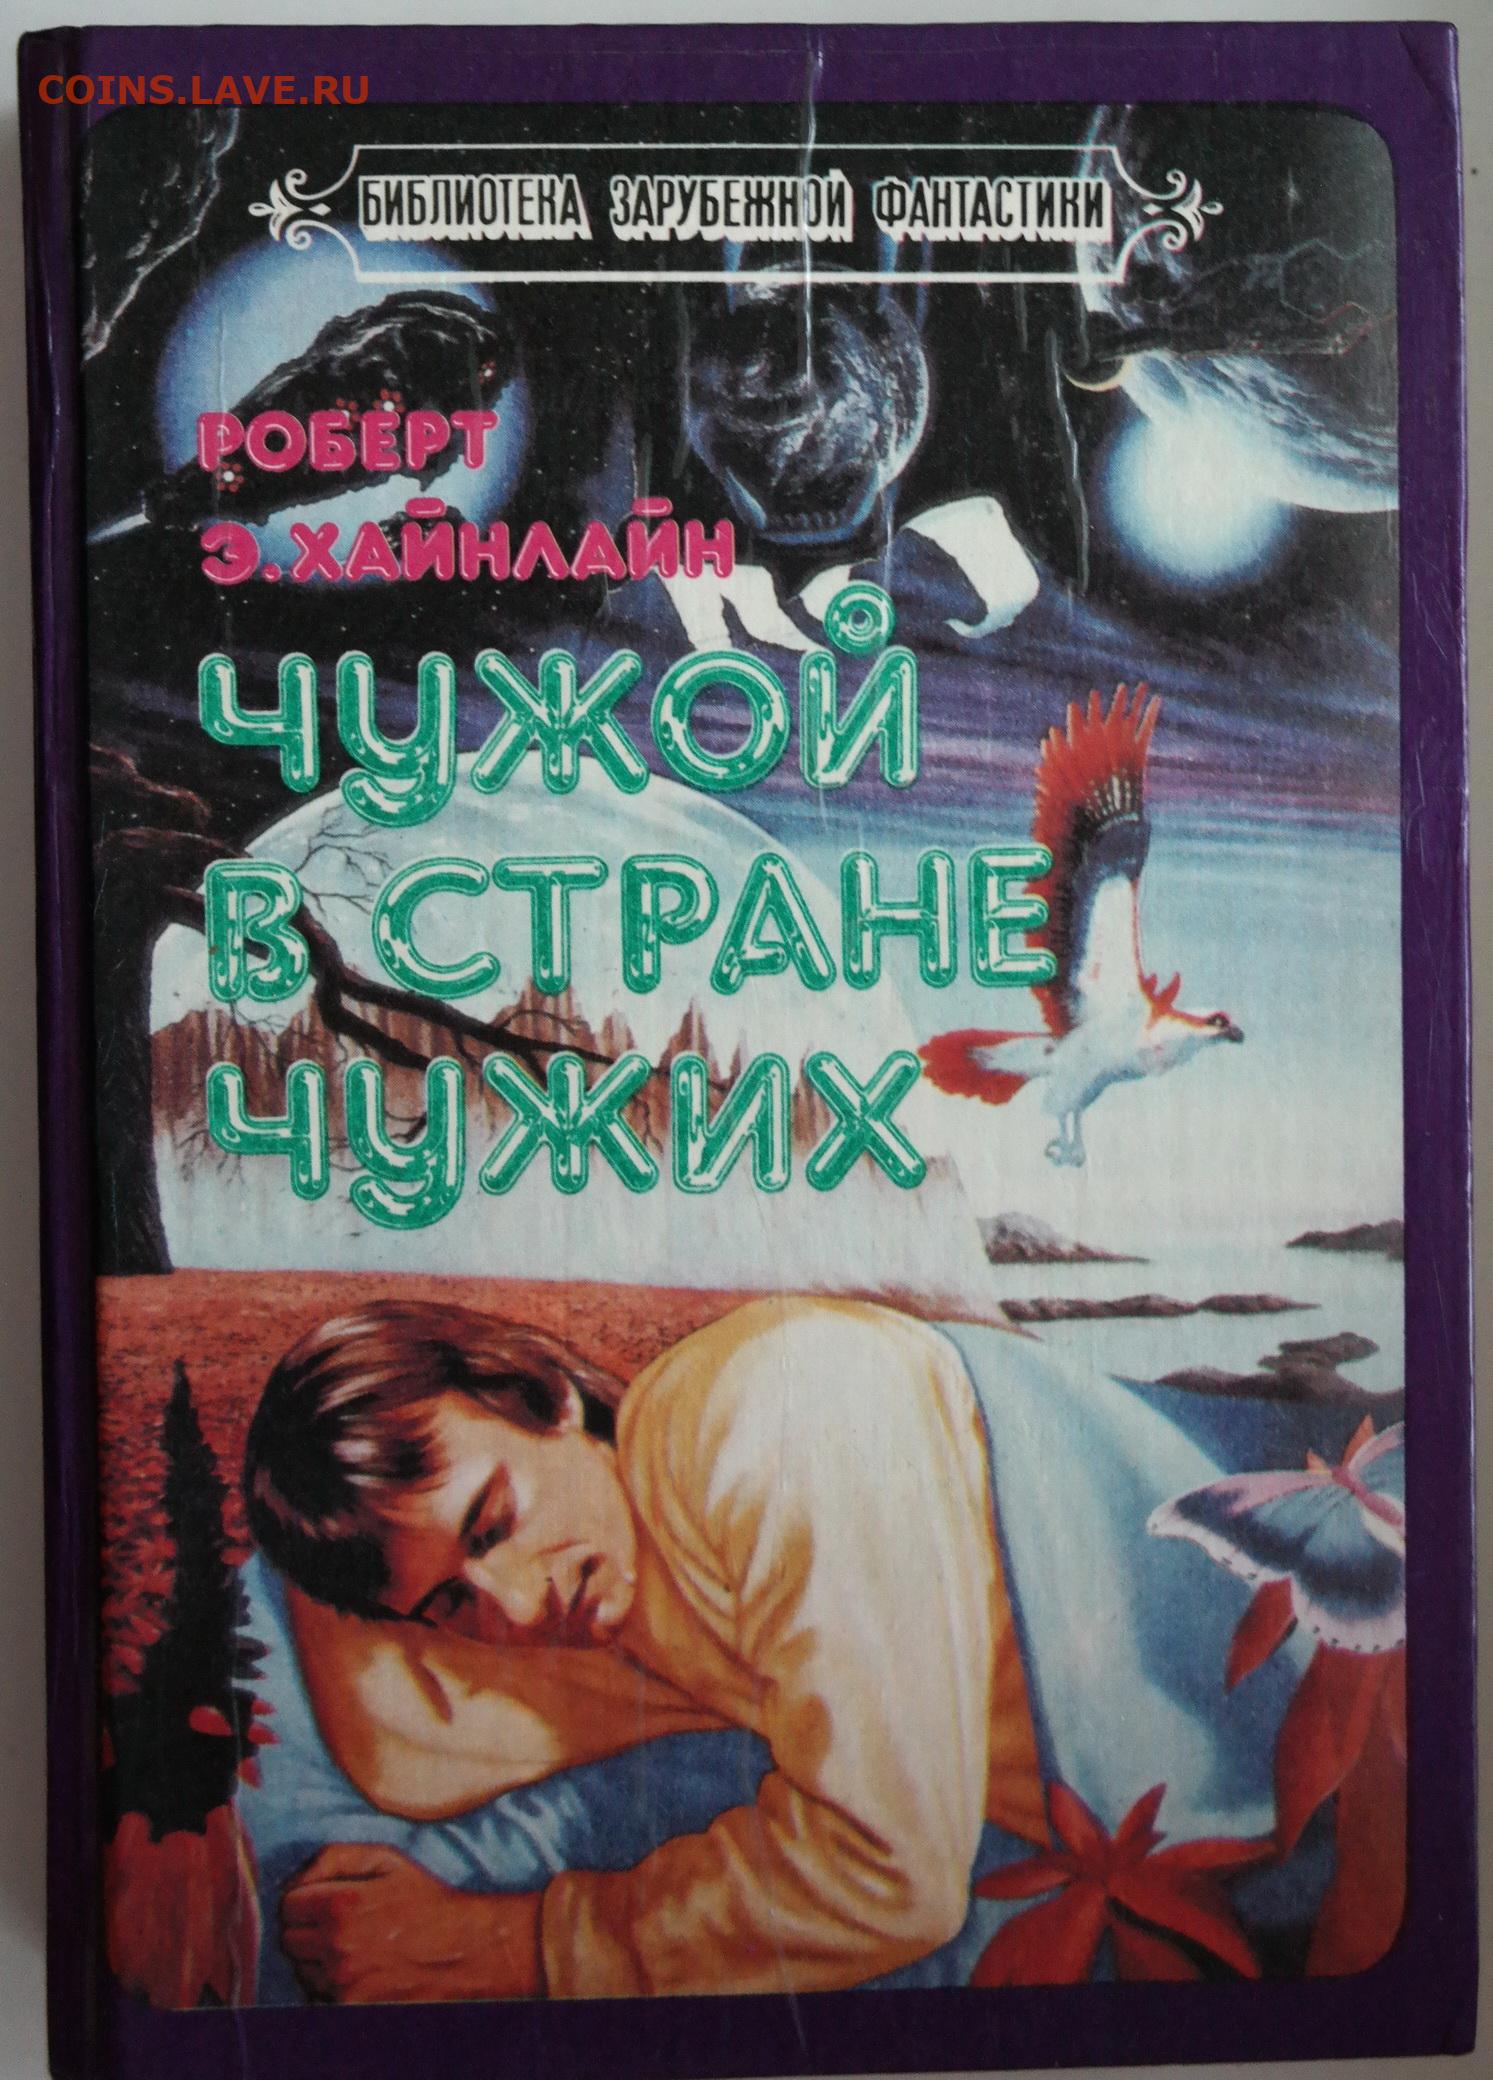 COINS.LAVE.RU
БИБЛИОТЕКА ЗАРУБЕЖНОЙ ФАНТАСТИКИ
РОБЕРТ
Э.ХАЙНЛАЙН
ЧУЖОЙ
В СТРАНЕ
ЧУЖИХ